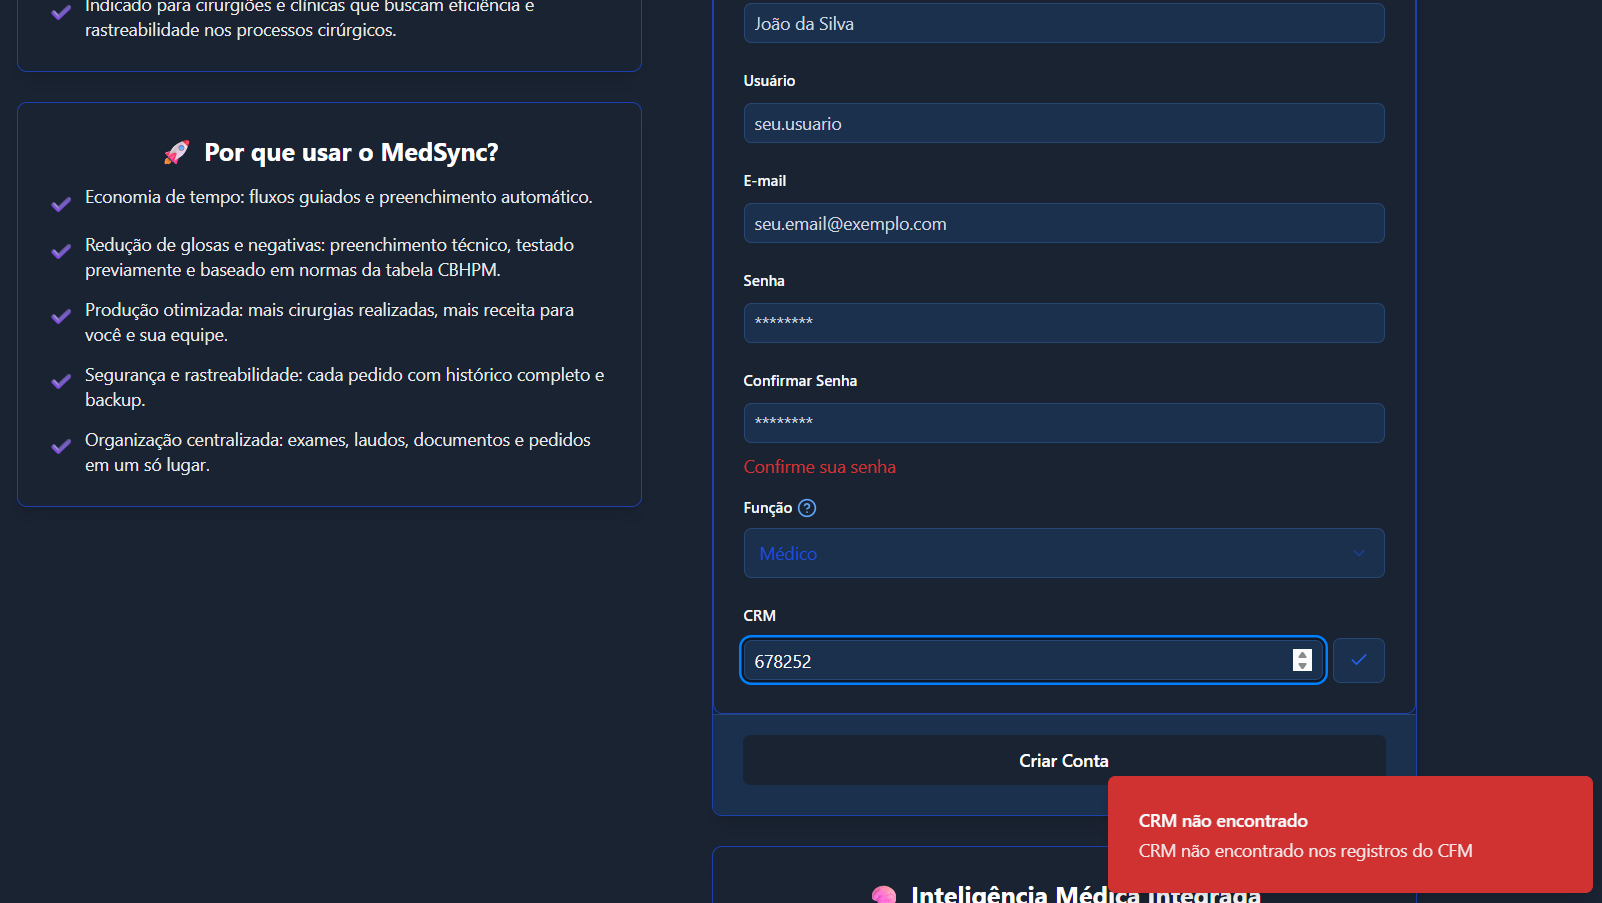 Indicado para cirurgiões e clínicas que buscam eficiência e
rastreabilidade nos processos cirúrgicos.
🚀 Por que usar o MedSync?
Economia de tempo: fluxos guiados e preenchimento automático.
Redução de glosas e negativas: preenchimento técnico, testado
previamente e baseado em normas da tabela CBHPM.
Produção otimizada: mais cirurgias realizadas, mais receita para
você e sua equipe.
Segurança e rastreabilidade: cada pedido com histórico completo e
backup.
Organização centralizada: exames, laudos, documentos e pedidos
em um só lugar.
João da Silva
Usuário
seu.usuario
E-mail
seu.email@exemplo.com
Senha
********
Confirmar Senha
********
Confirme sua senha
Função ?
Médico
CRM
678252
Criar Conta
CRM não encontrado
CRM não encontrado nos registros do CFM
🧠 Inteligência Médica Integrada